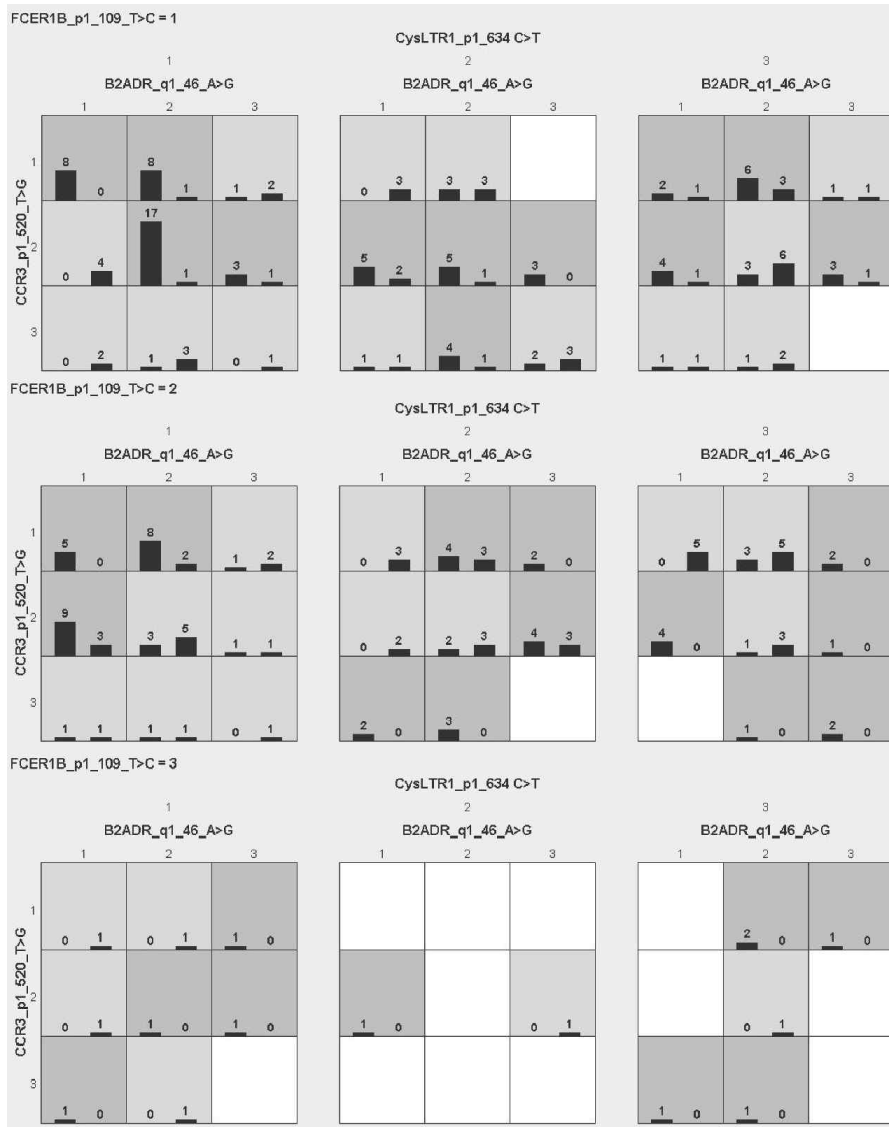 FCER1B_p1_109_T>C = 1
CysLTR1_p1_634 C>T
1 2 3
B2ADR_q1_46_A>G B2ADR_q1_46_A>G B2ADR_q1_46_A>G
1 2 3 1 2 3 1 2 3
CCR3_p1_520_T>G
1 8 0 8 1 1 2 0 3 3 3 2 1 6 3 1 1
2 0 4 17 1 3 1 5 2 5 1 3 0 4 1 3 6 3 1
3 0 2 1 3 0 1 1 1 4 1 2 3 1 1 1 2
FCER1B_p1_109_T>C = 2
CysLTR1_p1_634 C>T
1 2 3
B2ADR_q1_46_A>G B2ADR_q1_46_A>G B2ADR_q1_46_A>G
1 2 3 1 2 3 1 2 3
CCR3_p1_520_T>G
1 5 0 8 2 1 2 0 3 4 3 2 0 0 5 3 5 2 0
2 9 3 3 5 1 1 0 2 2 3 4 3 4 0 1 3 1 0
3 1 1 1 1 0 1 2 0 3 0 1 0 2 0
FCER1B_p1_109_T>C = 3
CysLTR1_p1_634 C>T
1 2 3
B2ADR_q1_46_A>G B2ADR_q1_46_A>G B2ADR_q1_46_A>G
1 2 3 1 2 3 1 2 3
CCR3_p1_520_T>G
1 0 1 0 1 1 0 2 0 1 0
2 0 1 1 0 1 0 1 0 0 1 0 1
3 1 0 0 1 1 0 1 0